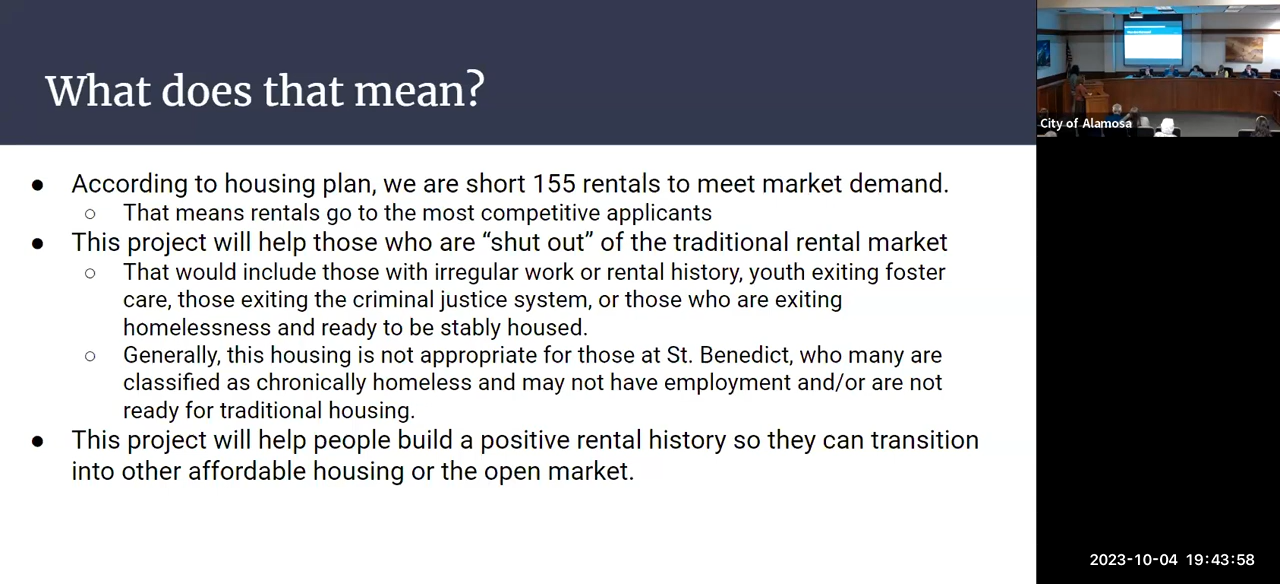 What does that mean?
● According to housing plan, we are short 155 rentals to meet market demand.
○ That means rentals go to the most competitive applicants
● This project will help those who are “shut out” of the traditional rental market
○ That would include those with irregular work or rental history, youth exiting foster
care, those exiting the criminal justice system, or those who are exiting
homelessness and ready to be stably housed.
○ Generally, this housing is not appropriate for those at St. Benedict, who many are
classified as chronically homeless and may not have employment and/or are not
ready for traditional housing.
● This project will help people build a positive rental history so they can transition
into other affordable housing or the open market.
City of Alamosa
2023-10-04 19:43:58